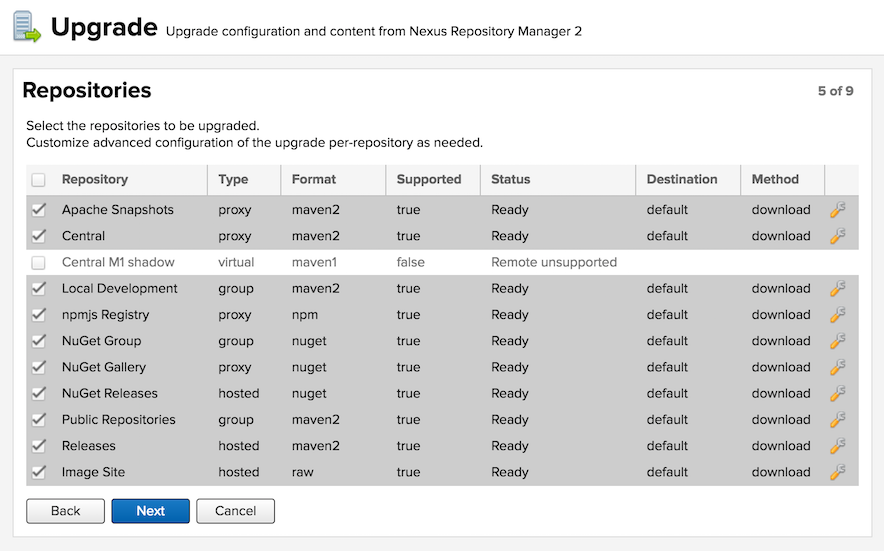 Upgrade Upgrade configuration and content from Nexus Repository Manager 2
Repositories 5 of 9
Select the repositories to be upgraded.
Customize advanced configuration of the upgrade per-repository as needed.
Repository Type Format Supported Status Destination Method
Apache Snapshots proxy maven2 true Ready default download
Central proxy maven2 true Ready default download
Central M1 shadow virtual maven1 false Remote unsupported
Local Development group maven2 true Ready default download
npmjs Registry proxy npm true Ready default download
NuGet Group group nuget true Ready default download
NuGet Gallery proxy nuget true Ready default download
NuGet Releases hosted nuget true Ready default download
Public Repositories group maven2 true Ready default download
Releases hosted maven2 true Ready default download
Image Site hosted raw true Ready default download
Back Next Cancel